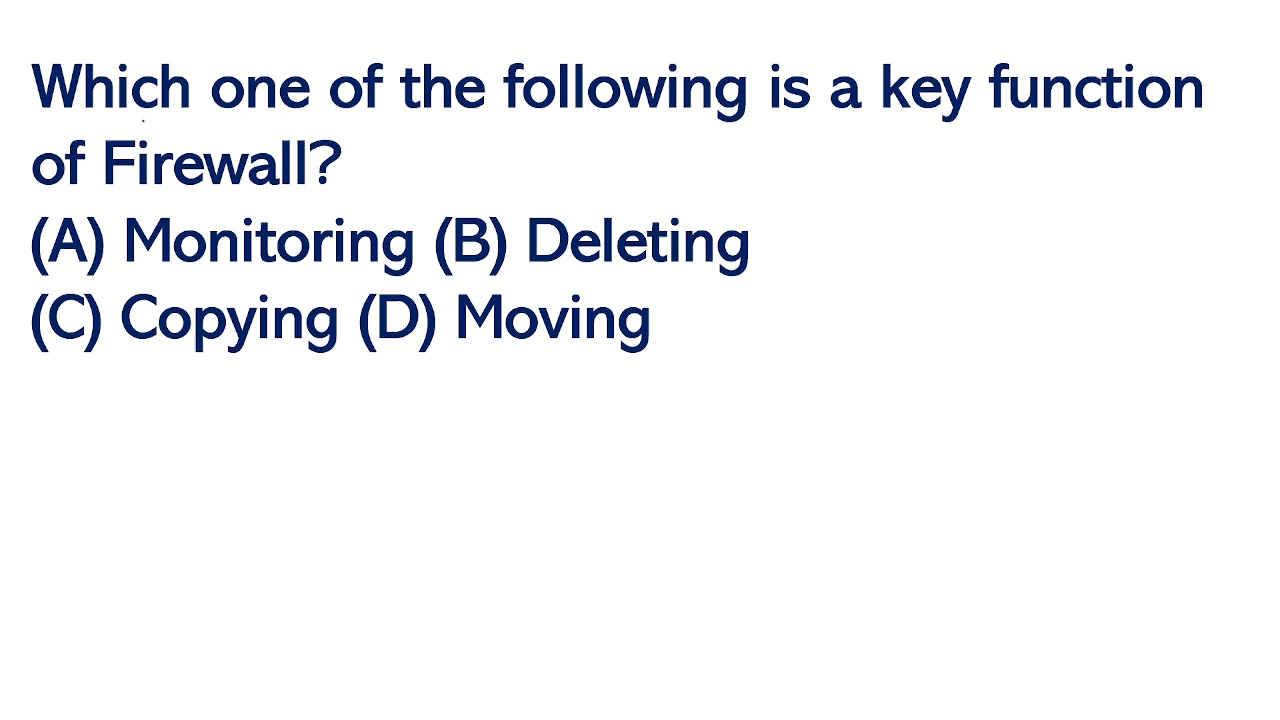 Which one of the following is a key function
of Firewall?
(A) Monitoring (B) Deleting
(C) Copying (D) Moving